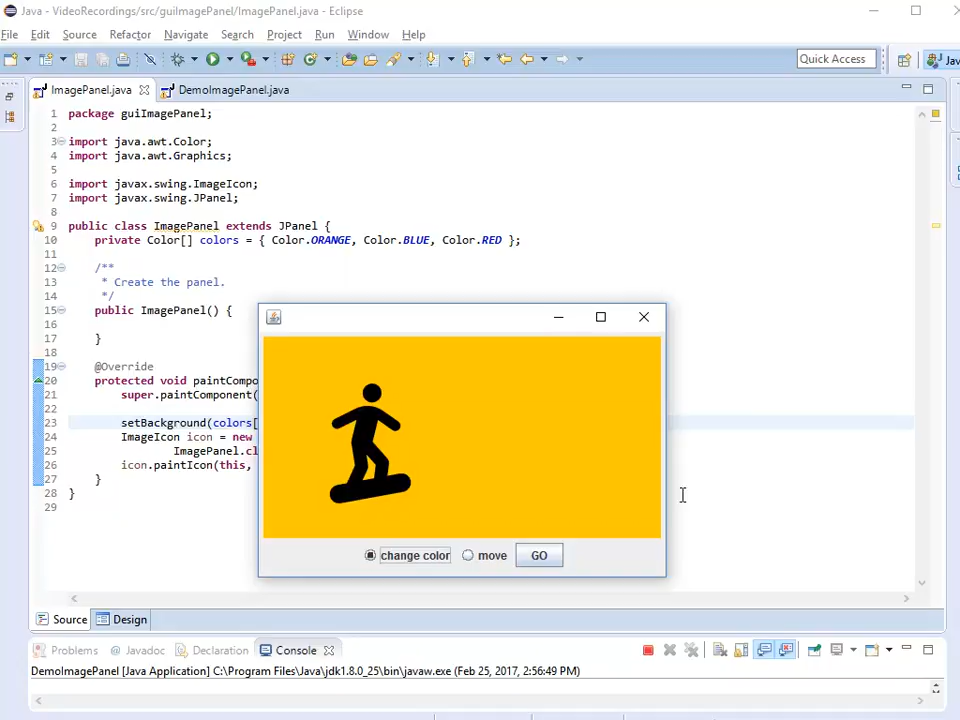 Java - VideoRecordings/src/guiImagePanel/ImagePanel.java - Eclipse
File Edit Source Refactor Navigate Search Project Run Window Help
Quick Access
Jav
ImagePanel.java DemoImagePanel.java
1 package guiImagePanel;
2
3 import java.awt.Color;
4 import java.awt.Graphics;
5
6 import javax.swing.ImageIcon;
7 import javax.swing.JPanel;
8
9 public class ImagePanel extends JPanel {
10 private Color[] colors = { Color.ORANGE, Color.BLUE, Color.RED };
11
12 /**
13 * Create the panel.
14 */
15 public ImagePanel() {
16
17 }
18
19 @Override
20 protected void paintCompo
21 super.paintComponent(
22
23 setBackground(colors[
24 ImageIcon icon = new
25 ImagePanel.cl
26 icon.paintIcon(this,
27 }
28 }
29
change color move GO
Source Design
Problems @ Javadoc Declaration Console
DemoImagePanel [Java Application] C:\Program Files\Java\jdk1.8.0_25\bin\javaw.exe (Feb 25, 2017, 2:56:49 PM)